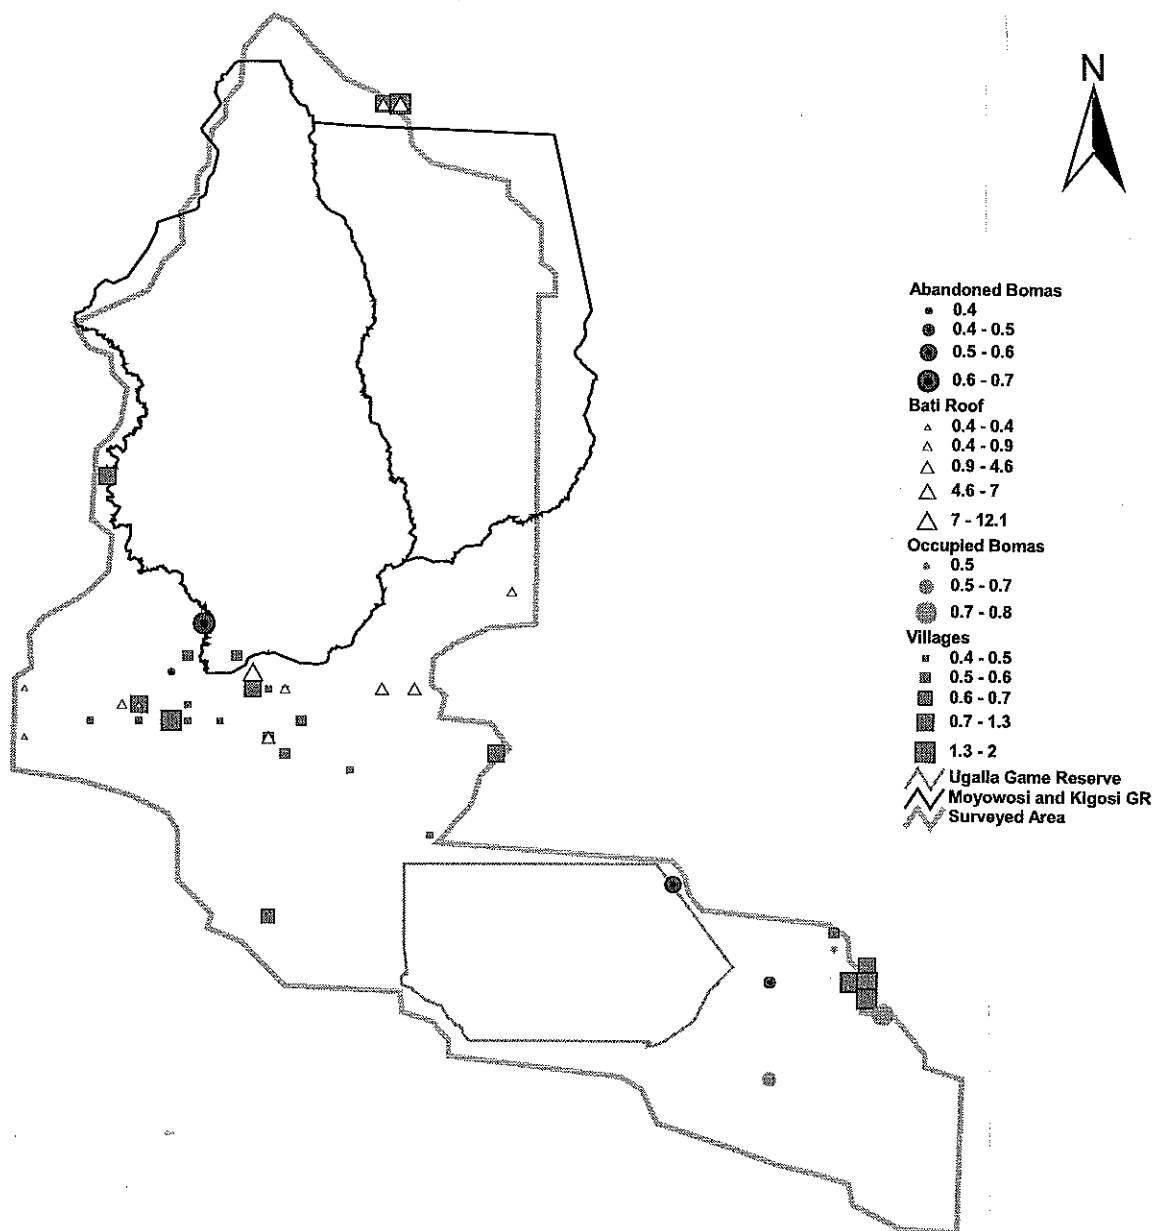 N
Abandoned Bomas
0.4
0.4 - 0.5
0.5 - 0.6
0.6 - 0.7
Bati Roof
0.4 - 0.4
0.4 - 0.9
0.9 - 4.6
4.6 - 7
7 - 12.1
Occupied Bomas
0.5
0.5 - 0.7
0.7 - 0.8
Villages
0.4 - 0.5
0.5 - 0.6
0.6 - 0.7
0.7 - 1.3
1.3 - 2
Ugalla Game Reserve
Moyowosi and Kigosi GR
Surveyed Area